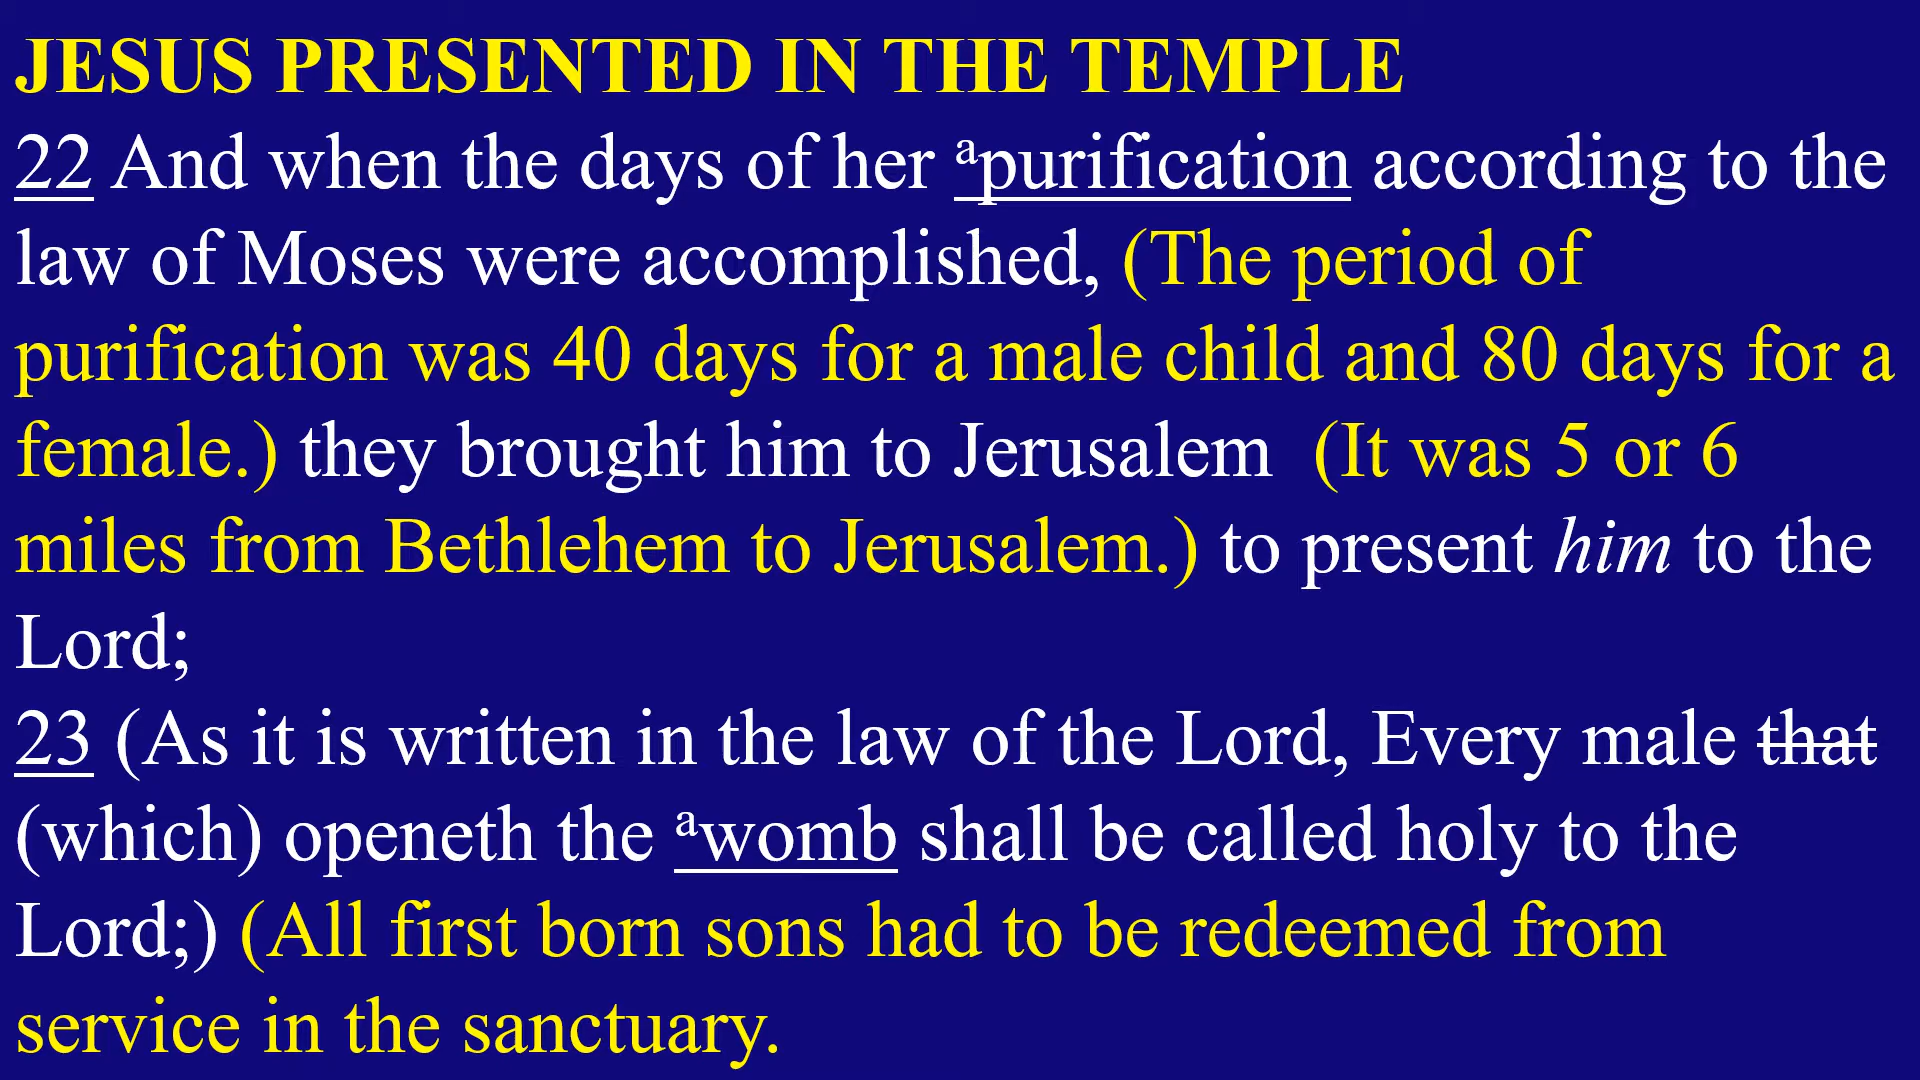 JESUS PRESENTED IN THE TEMPLE
22 And when the days of her apurification according to the
law of Moses were accomplished, (The period of
purification was 40 days for a male child and 80 days for a
female.) they brought him to Jerusalem  (It was 5 or 6
miles from Bethlehem to Jerusalem.) to present him to the
Lord;
23 (As it is written in the law of the Lord, Every male that
(which) openeth the awomb shall be called holy to the
Lord;) (All first born sons had to be redeemed from
service in the sanctuary.